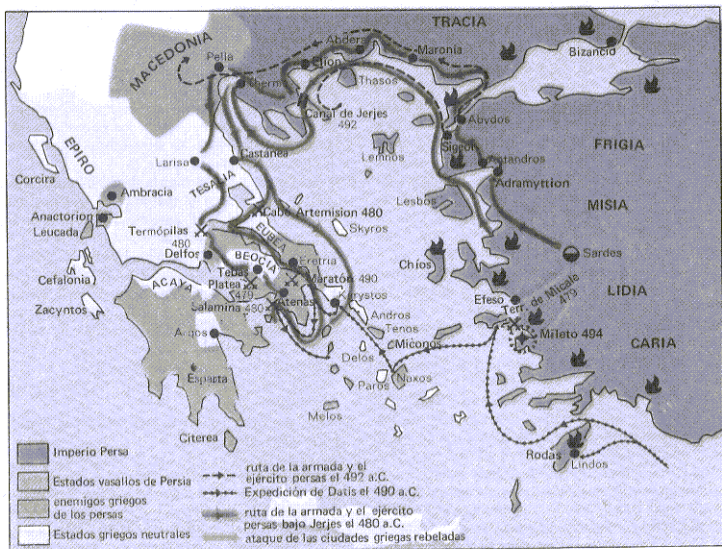 TRACIA
Bizancio
Abdera
Maronia
Eion
MACEDONIA
Pella
Therma
Thasos
Canal de Jerjes
492
Abydos
Sigeo
FRIGIA
EPIRO
Larisa
Castanea
Lemnos
Antandros
Adramyttion
Corcira
TESALIA
Lesbos
MISIA
Ambracia
Anactorion
Leucada
Cabo Artemision 480
Skyros
Termópilas
480
EUBEA
Sardes
Delfos
Eretria
BEOCIA
Chíos
Cefalonia
Tebas
Maratón 490
LIDIA
ACAYA
Platea
479
Atenas
Karystos
Efeso
Terr. de Micala
479
Zacyntos
Salamina 480
Andros
Tenos
Miconos
Mileto 494
Argos
Delos
CARIA
Esparta
Paros
Naxos
Melos
Citerea
Rodas
Lindos
Imperio Persa
Estados vasallos de Persia
enemigos griegos
de los persas
Estados griegos neutrales
ruta de la armada y el
ejército persas el 492 a.C.
Expedición de Datis el 490 a.C.
ruta de la armada y el ejército
persas bajo Jerjes el 480 a.C.
ataque de las ciudades griegas rebeladas